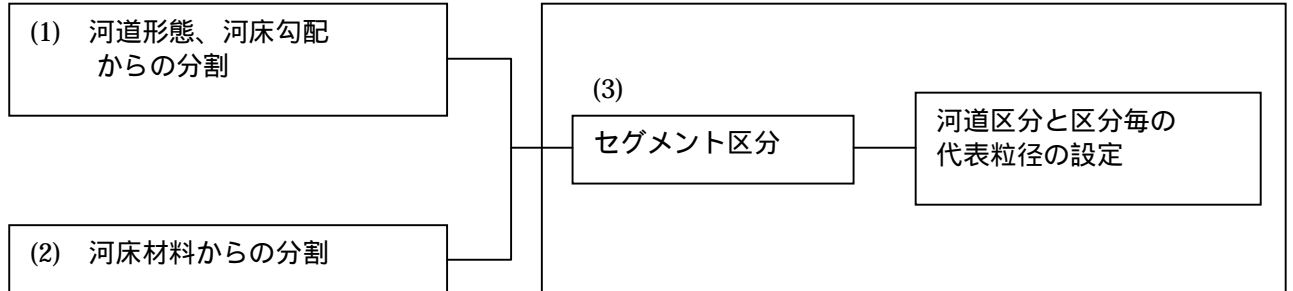 (1) 河道形態、河床勾配
からの分割
(2) 河床材料からの分割
(3)
セグメント区分
河道区分と区分毎の
代表粒径の設定